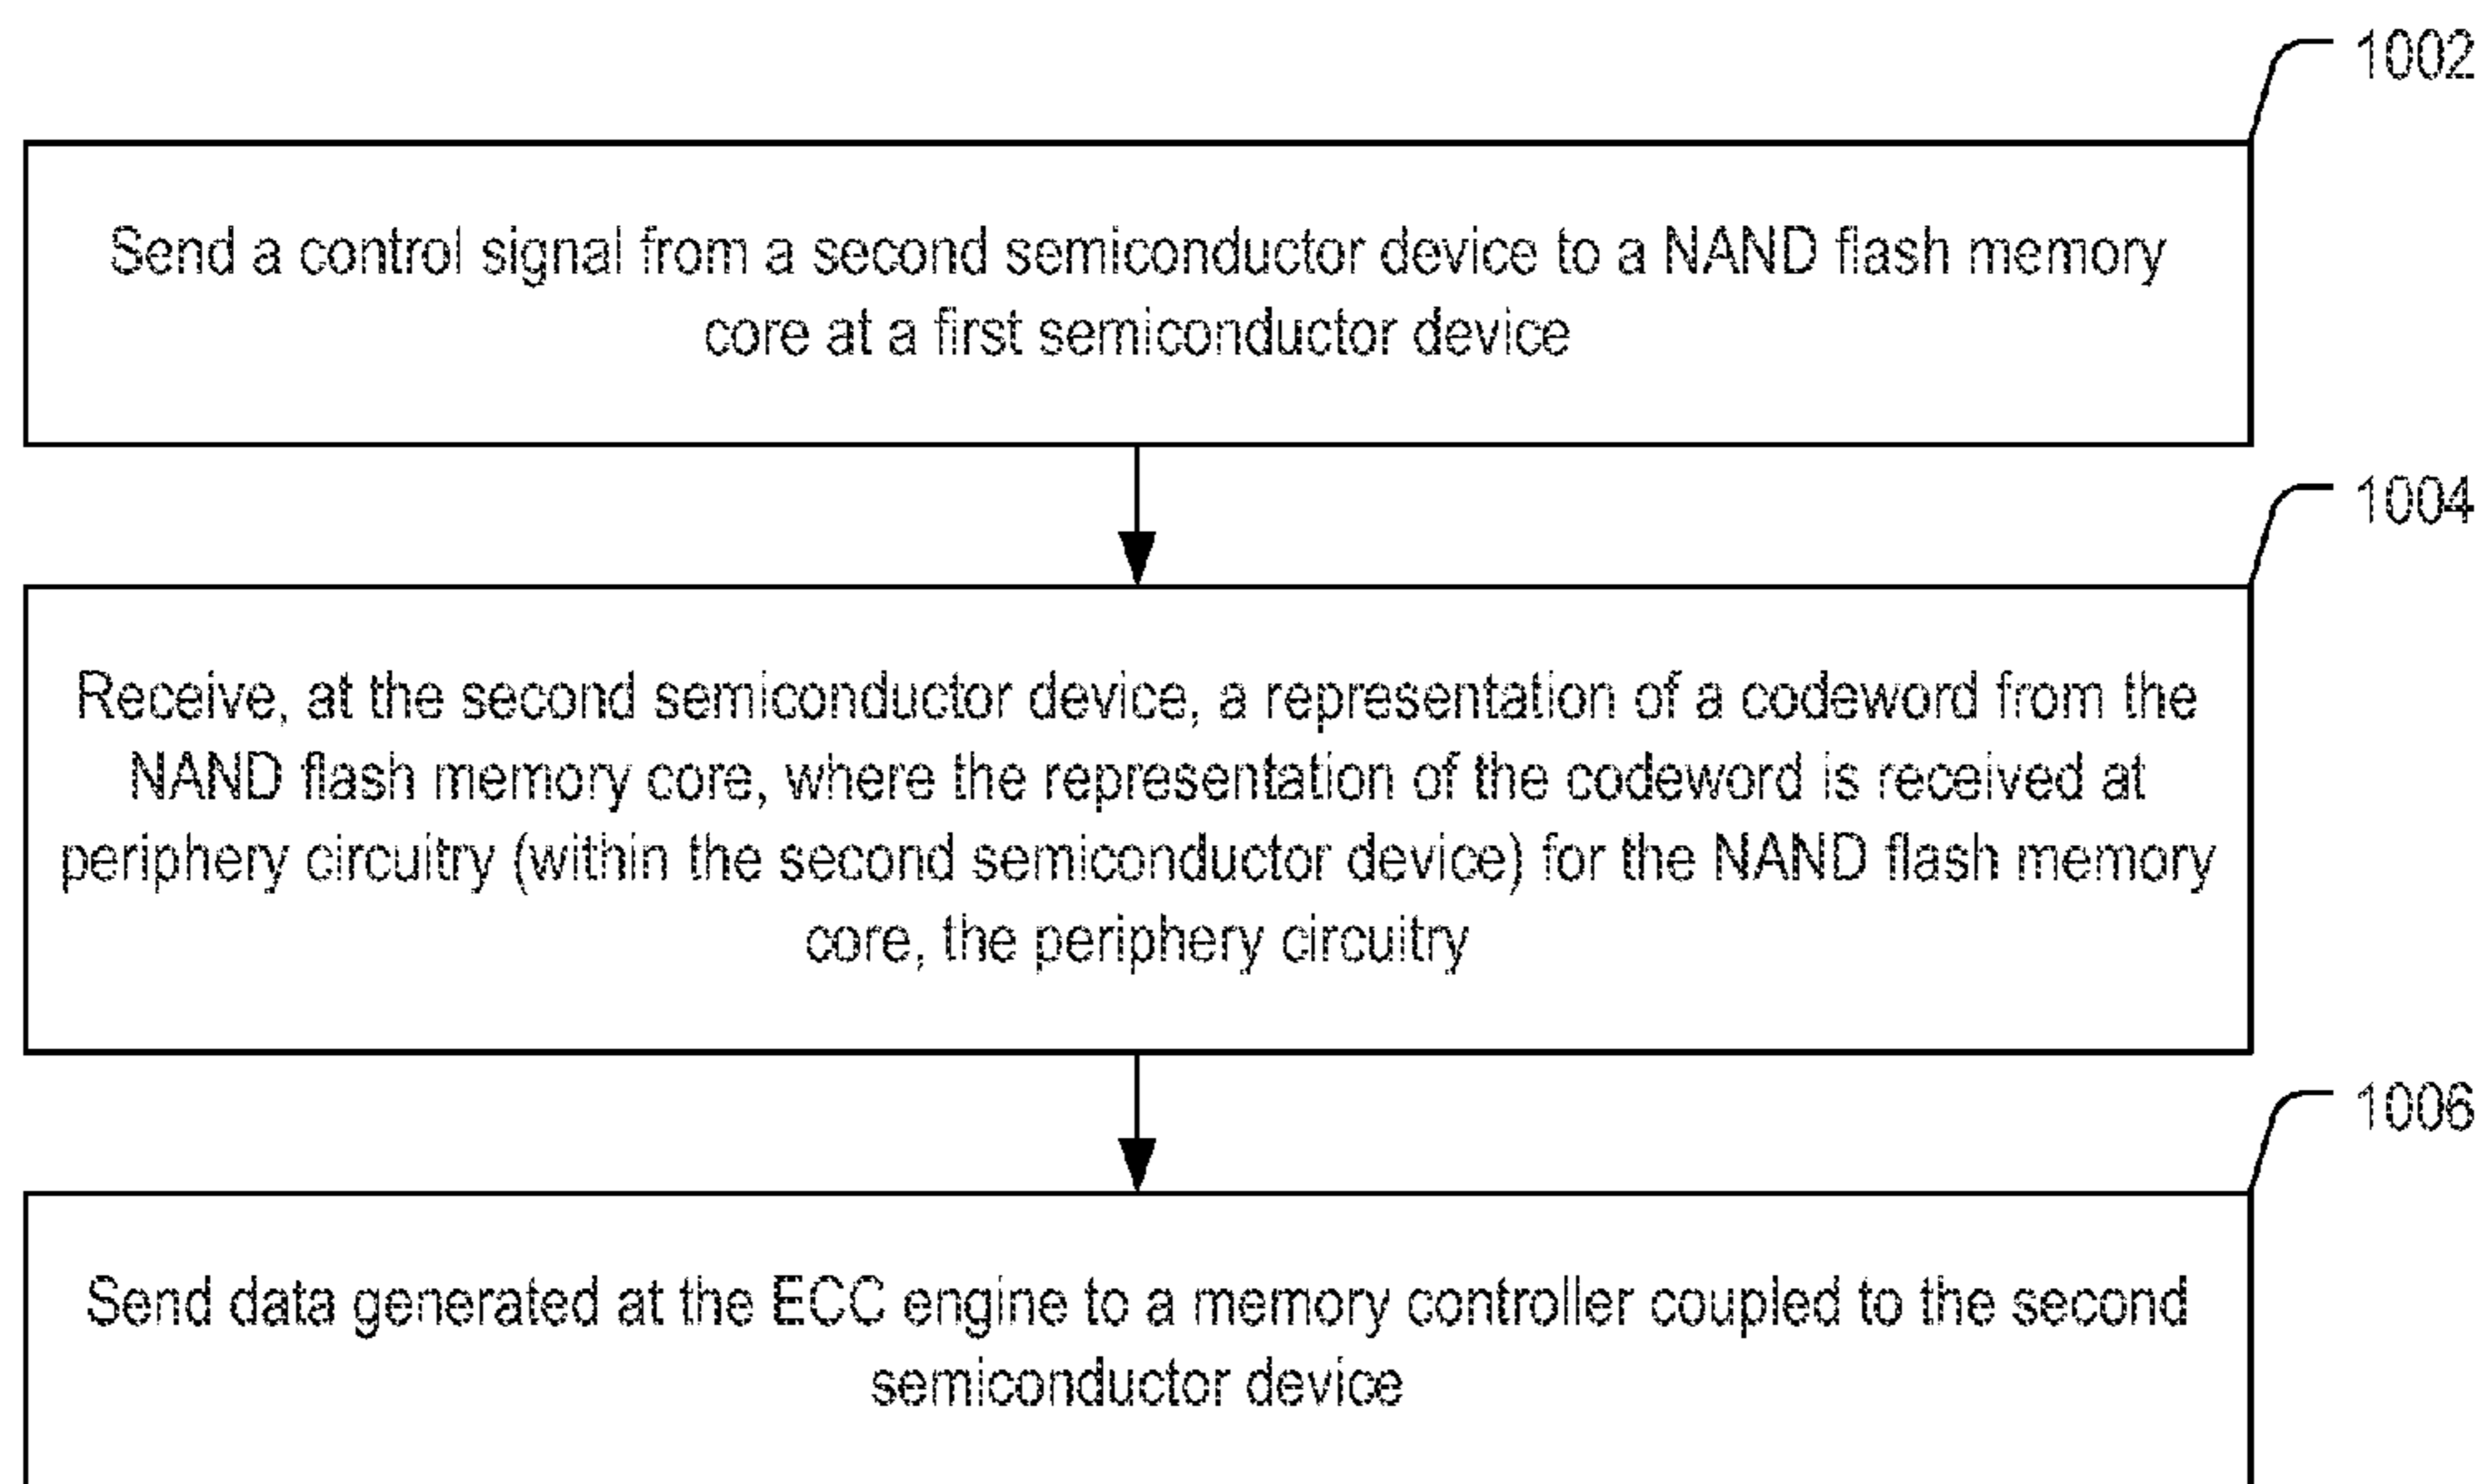 1002
Send a control signal from a second semiconductor device to a NAND flash memory
core at a first semiconductor device
1004
Receive, at the second semiconductor device, a representation of a codeword from the
NAND flash memory core, where the representation of the codeword is received at
periphery circuitry (within the second semiconductor device) for the NAND flash memory
core, the periphery circuitry
1006
Send data generated at the ECC engine to a memory controller coupled to the second
semiconductor device